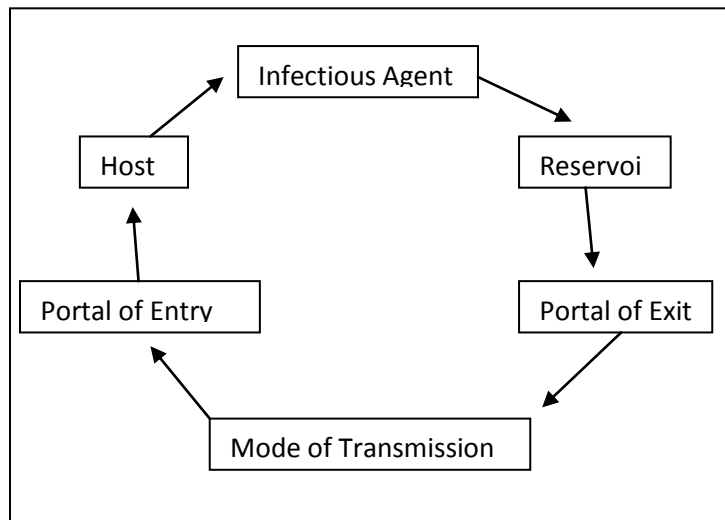 Infectious Agent
Reservoi
Portal of Exit
Mode of Transmission
Portal of Entry
Host